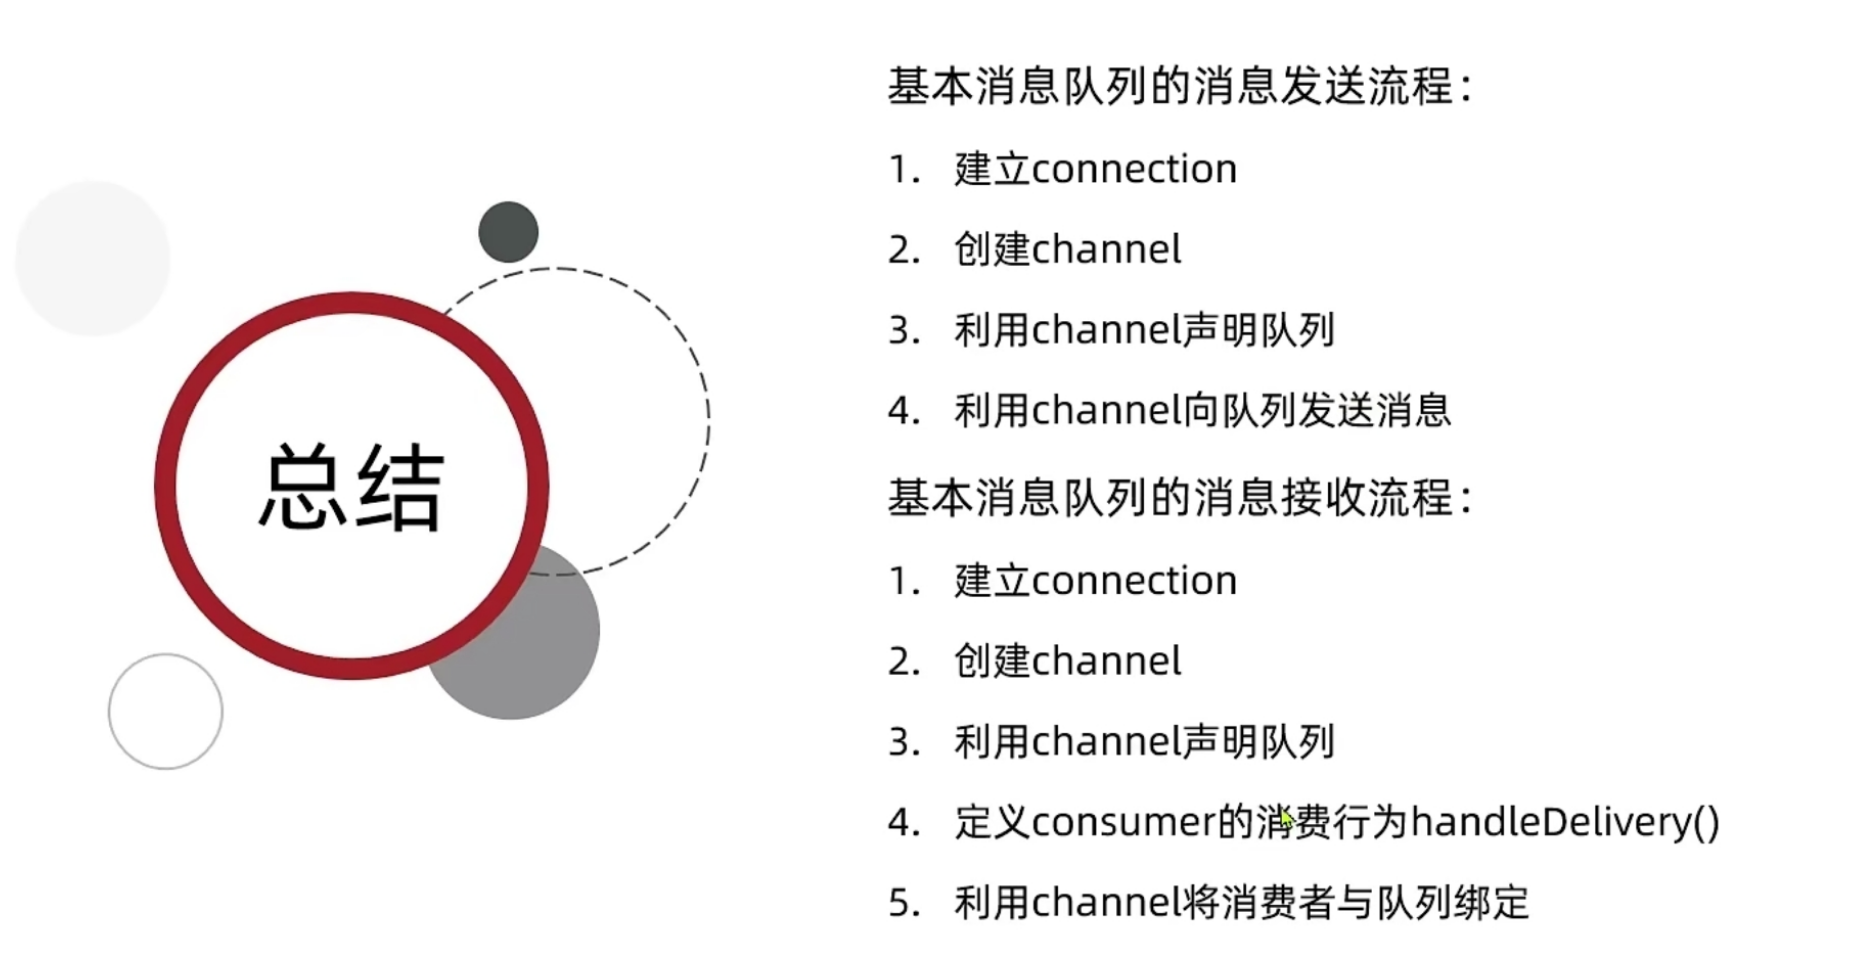 总结
基本消息队列的消息发送流程：
1. 建立connection
2. 创建channel
3. 利用channel声明队列
4. 利用channel向队列发送消息
基本消息队列的消息接收流程：
1. 建立connection
2. 创建channel
3. 利用channel声明队列
4. 定义consumer的消费行为handleDelivery()
5. 利用channel将消费者与队列绑定